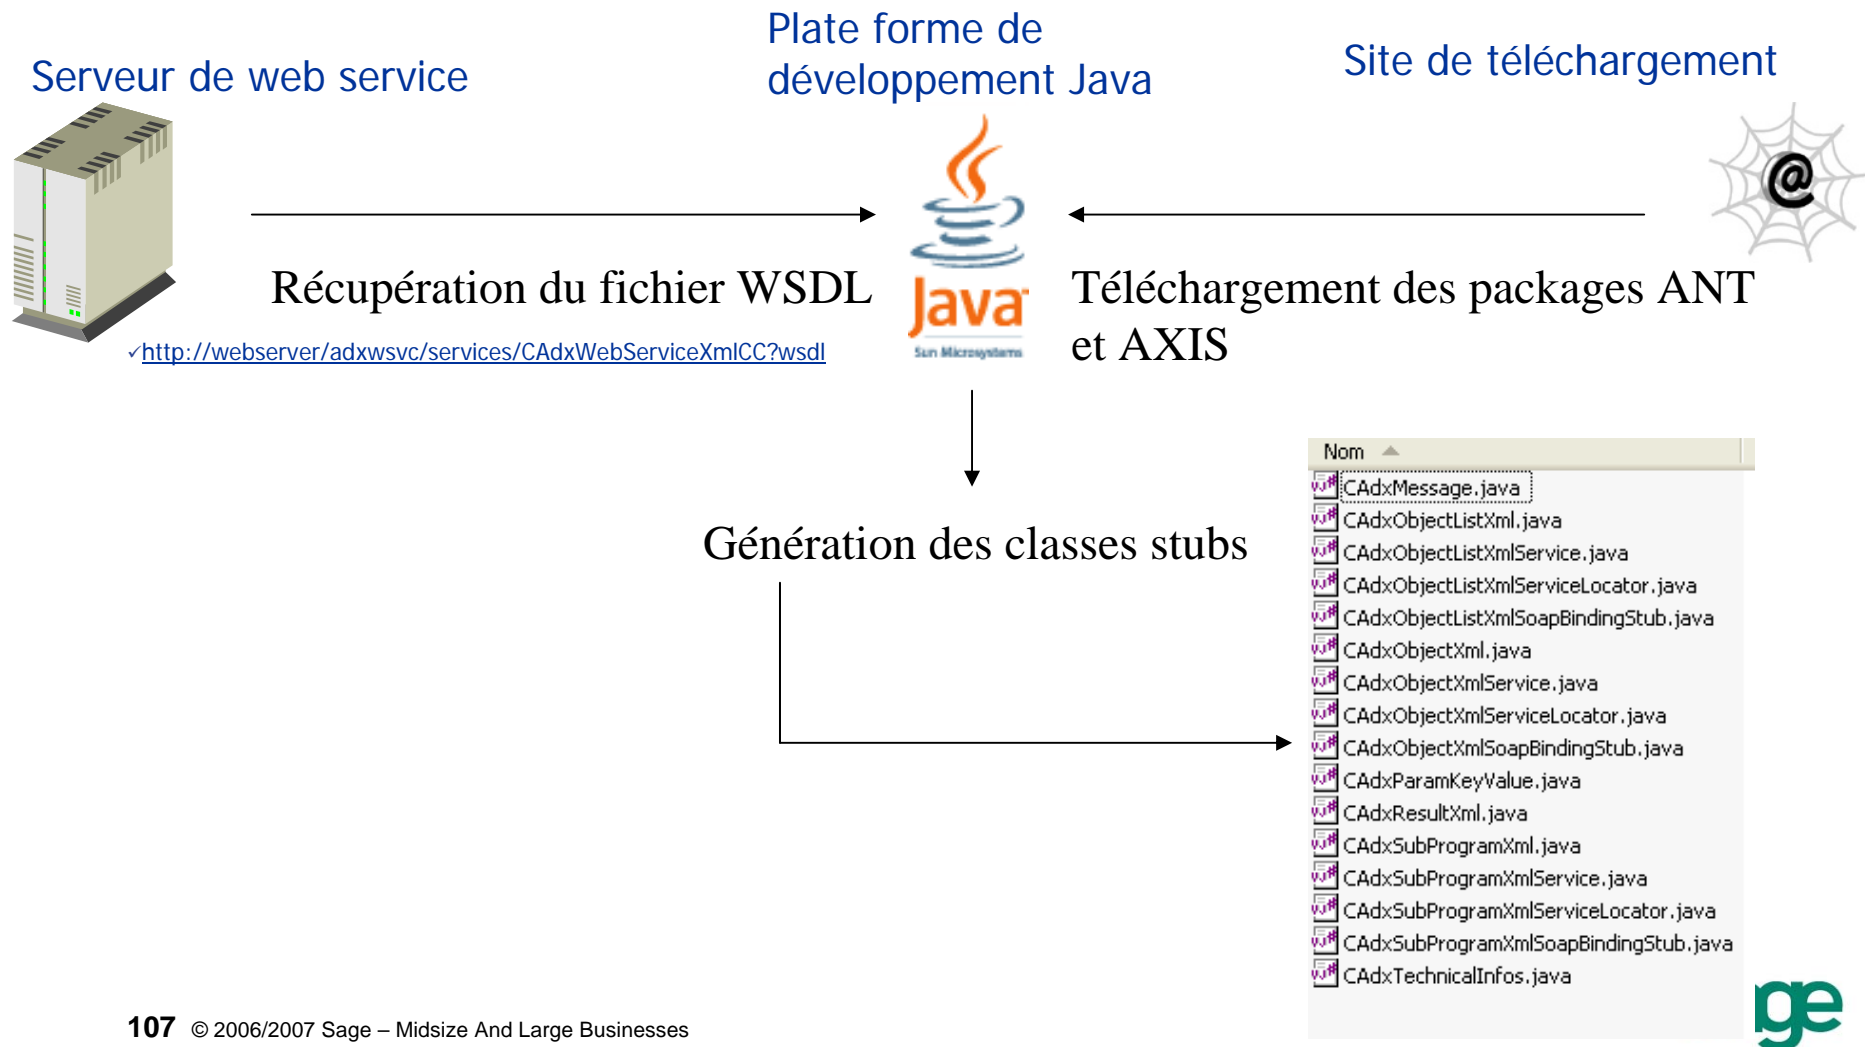 Serveur de web service
Plate forme de
développement Java
Site de téléchargement
@
Récupération du fichier WSDL
✓http://webserver/adxwsvc/services/CAdxWebServiceXmlCC?wsdl
Java
Sun Microsystems
Téléchargement des packages ANT
et AXIS
Génération des classes stubs
Nom
CAdxMessage.java
CAdxObjectListXml.java
CAdxObjectListXmlService.java
CAdxObjectListXmlServiceLocator.java
CAdxObjectListXmlSoapBindingStub.java
CAdxObjectXml.java
CAdxObjectXmlService.java
CAdxObjectXmlServiceLocator.java
CAdxObjectXmlSoapBindingStub.java
CAdxParamKeyValue.java
CAdxResultXml.java
CAdxSubProgramXml.java
CAdxSubProgramXmlService.java
CAdxSubProgramXmlServiceLocator.java
CAdxSubProgramXmlSoapBindingStub.java
CAdxTechnicalInfos.java
107 © 2006/2007 Sage – Midsize And Large Businesses
ge